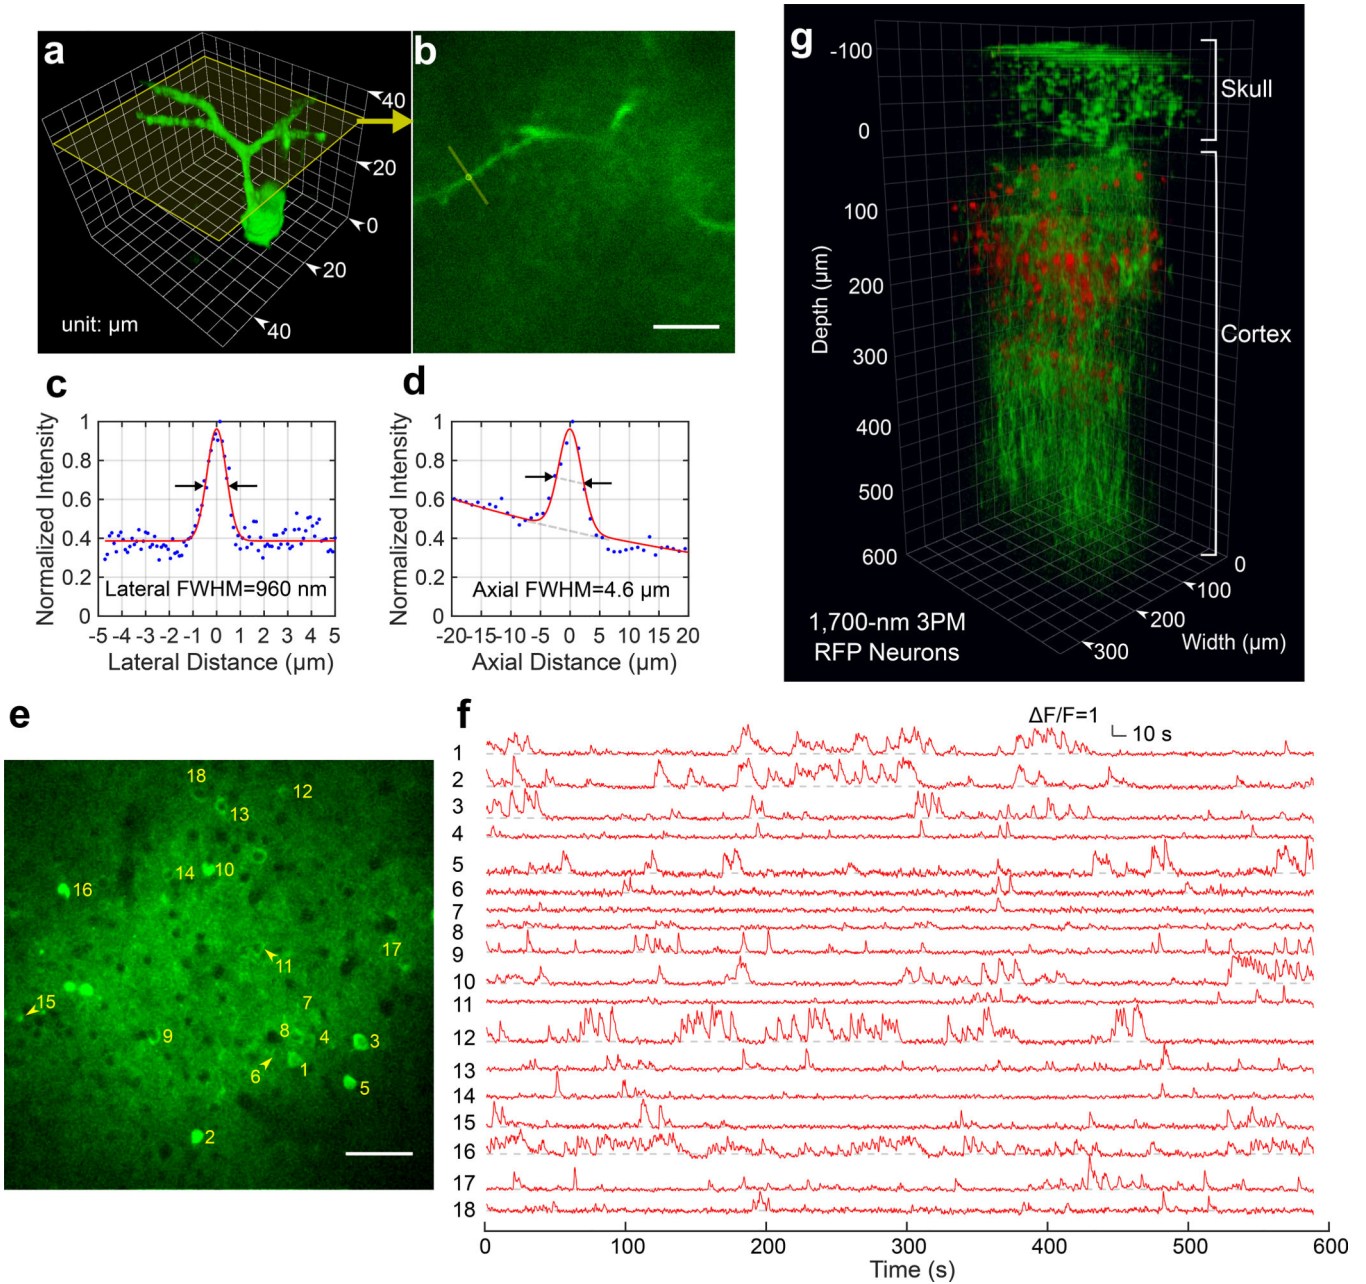 a
40
20
0
20
40
unit: µm
b
c
Normalized Intensity
1
0.8
0.6
0.4
0.2
0
Lateral FWHM=960 nm
-5 -4 -3 -2 -1 0 1 2 3 4 5
Lateral Distance (µm)
d
Normalized Intensity
1
0.8
0.6
0.4
0.2
0
Axial FWHM=4.6 µm
-20 -15 -10 -5 0 5 10 15 20
Axial Distance (µm)
g
-100
0
100
200
300
400
500
600
Depth (µm)
Skull
Cortex
0
100
200
300
Width (µm)
1,700-nm 3PM
RFP Neurons
e
18
12
13
14 10
16
17
11
15
7
9
8 4 3
6 1
5
2
f
ΔF/F=1
10 s
1
2
3
4
5
6
7
8
9
10
11
12
13
14
15
16
17
18
0 100 200 300 400 500 600
Time (s)